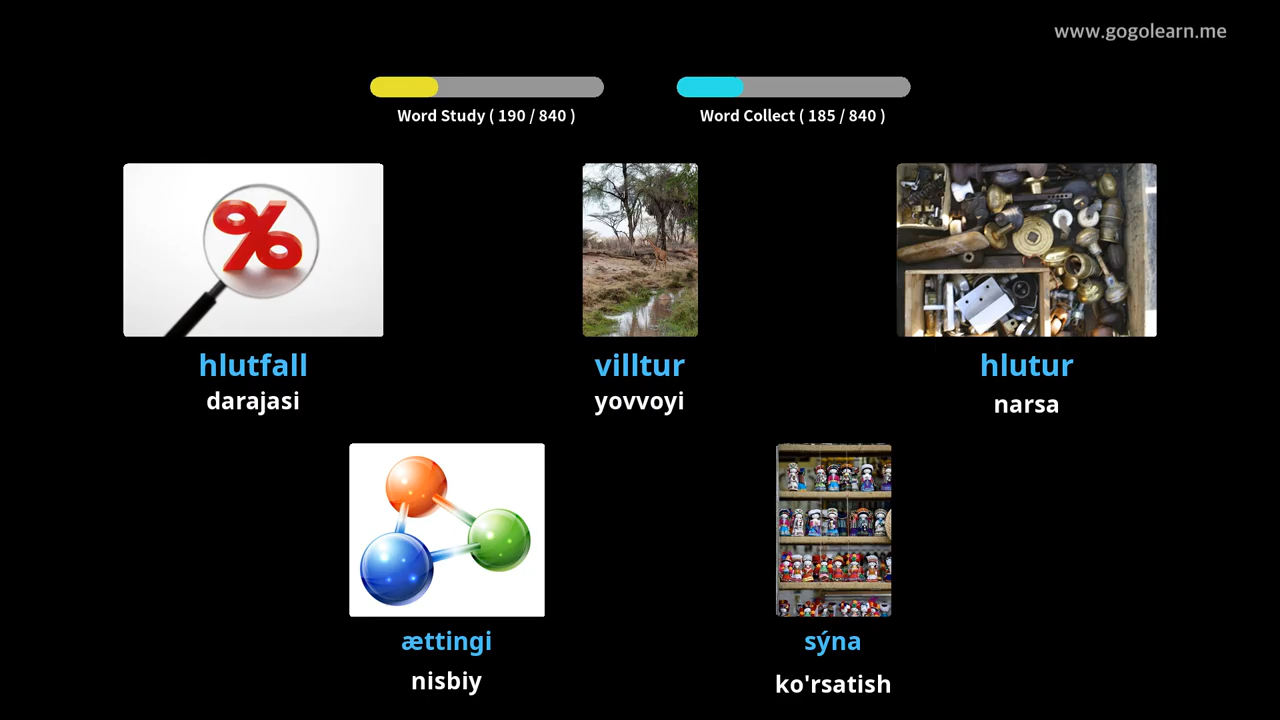 www.gogolearn.me
Word Study ( 190 / 840 )
Word Collect ( 185 / 840 )
hlutfall
darajasi
villtur
yovvoyi
hlutur
narsa
ættingi
nisbiy
sýna
ko'rsatish